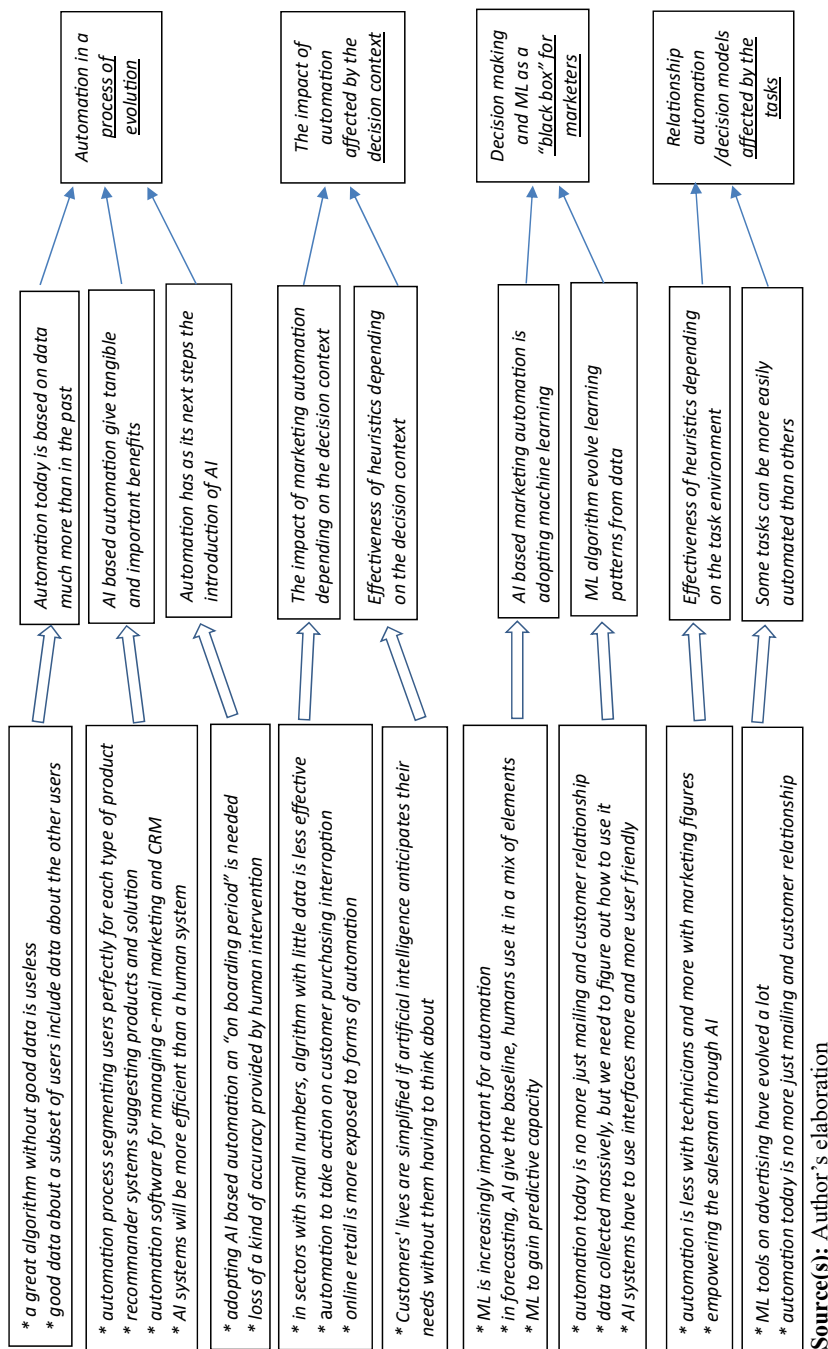 * a great algorithm without good data is useless
* good data about a subset of users include data about the other users
* automation process segmenting users perfectly for each type of product
* recommander systems suggesting products and solution
* automation software for managing e-mail marketing and CRM
* AI systems will be more efficient than a human system
* adopting AI based automation an “on boarding period” is needed
* loss of a kind of accuracy provided by human intervention
* in sectors with small numbers, algrithm with little data is less effective
* automation to take action on customer purchasing interroption
* online retail is more exposed to forms of automation
* Customers' lives are simplified if artificial intelligence anticipates their
needs without them having to think about
* ML is increasingly important for automation
* in forecasting, AI give the baseline, humans use it in a mix of elements
* ML to gain predictive capacity
* automation today is no more just mailing and customer relationship
* data collected massively, but we need to figure out how to use it
* AI systems have to use interfaces more and more user friendly
* automation is less with technicians and more with marketing figures
* empowering the salesman through AI
* ML tools on advertising have evolved a lot
* automation today is no more just mailing and customer relationship
Automation today is based on data
much more than in the past
AI based automation give tangible
and important benefits
Automation has as its next steps the
introduction of AI
The impact of marketing automation
depending on the decision context
Effectiveness of heuristics depending
on the decision context
AI based marketing automation is
adopting machine learning
ML algorithm evolve learning
patterns from data
Effectiveness of heuristics depending
on the task environment
Some tasks can be more easily
automated than others
Automation in a
process of
evolution
The impact of
automation
affected by the
decision context
Decision making
and ML as a
“black box” for
marketers
Relationship
automation
/decision models
affected by the
tasks
Source(s): Author’s elaboration